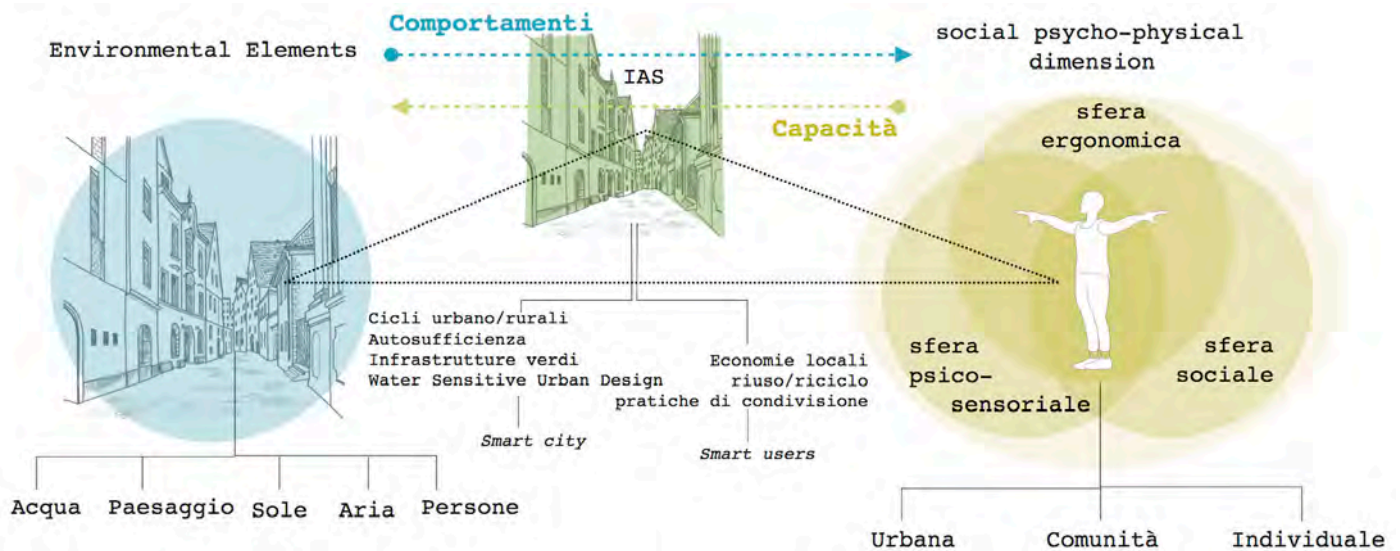 Environmental Elements
Comportamenti
IAS
Capacità
social psycho-physical
dimension
sfera
ergonomica
sfera
psico-
sensoriale
sfera
sociale
Cicli urbano/rurali
Autosufficienza
Infrastrutture verdi
Water Sensitive Urban Design
Smart city
Economie locali
riuso/riciclo
pratiche di condivisione
Smart users
Acqua
Paesaggio
Sole
Aria
Persone
Urbana
Comunità
Individuale